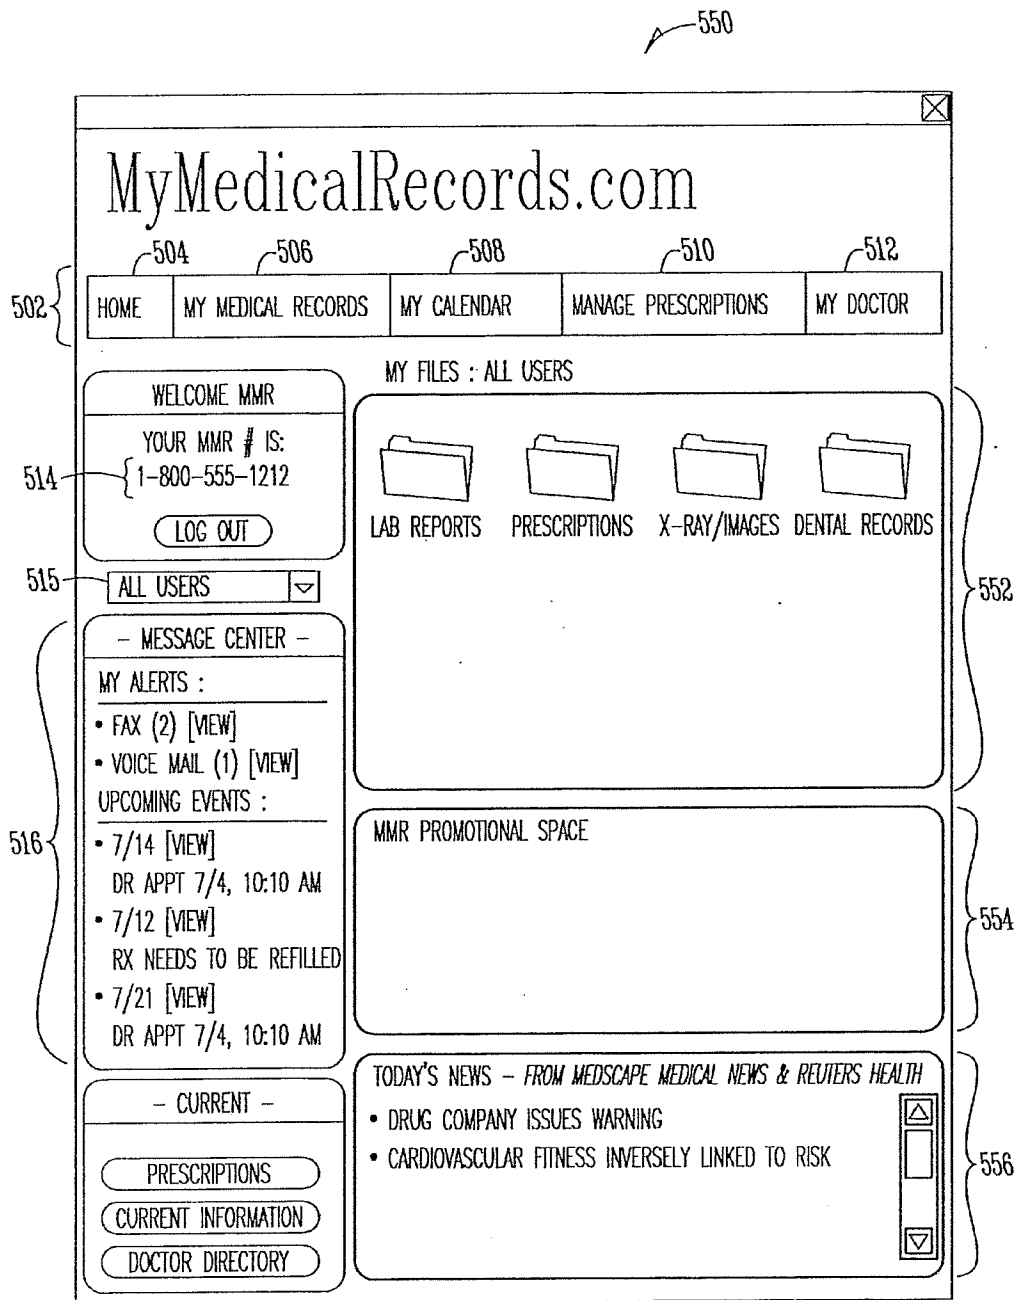 550
MyMedicalRecords.com
504 506 508 510 512
502
HOME MY MEDICAL RECORDS MY CALENDAR MANAGE PRESCRIPTIONS MY DOCTOR
WELCOME MMR
YOUR MMR # IS:
514
1-800-555-1212
LOG OUT
515
ALL USERS
516
- MESSAGE CENTER -
MY ALERTS :
• FAX (2) [VIEW]
• VOICE MAIL (1) [VIEW]
UPCOMING EVENTS :
• 7/14 [VIEW]
DR APPT 7/4, 10:10 AM
• 7/12 [VIEW]
RX NEEDS TO BE REFILLED
• 7/21 [VIEW]
DR APPT 7/4, 10:10 AM
- CURRENT -
PRESCRIPTIONS
CURRENT INFORMATION
DOCTOR DIRECTORY
MY FILES : ALL USERS
LAB REPORTS PRESCRIPTIONS X-RAY/IMAGES DENTAL RECORDS
552
MMR PROMOTIONAL SPACE
554
TODAY'S NEWS - FROM MEDSCAPE MEDICAL NEWS & REUTERS HEALTH
• DRUG COMPANY ISSUES WARNING
• CARDIOVASCULAR FITNESS INVERSELY LINKED TO RISK
556